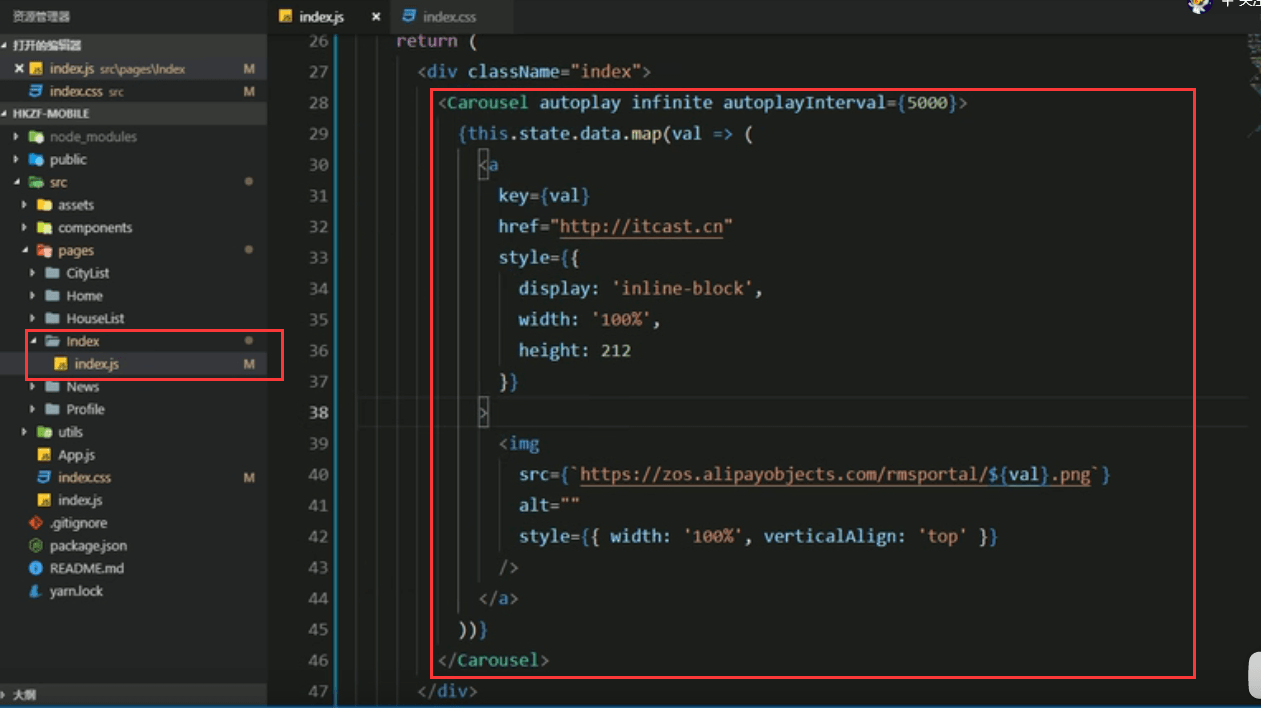 资源管理器
打开的编辑器
index.js src\pages\Index M
index.css src M
HKZF-MOBILE
node_modules
public
src
assets
components
pages
CityList
Home
HouseList
Index
index.js M
News
Profile
utils
App.js
index.css M
index.js
.gitignore
package.json
README.md
yarn.lock
大纲
index.js index.css
26 return (
27 <div className="index">
28 <Carousel autoplay infinite autoplayInterval={5000}>
29 {this.state.data.map(val => (
30 <a
31 key={val}
32 href="http://itcast.cn"
33 style={{
34 display: 'inline-block',
35 width: '100%',
36 height: 212
37 }}
38 >
39 <img
40 src={`https://zos.alipayobjects.com/rmsportal/${val}.png`}
41 alt=""
42 style={{ width: '100%', verticalAlign: 'top' }}
43 />
44 </a>
45 ))}
46 </Carousel>
47 </div>